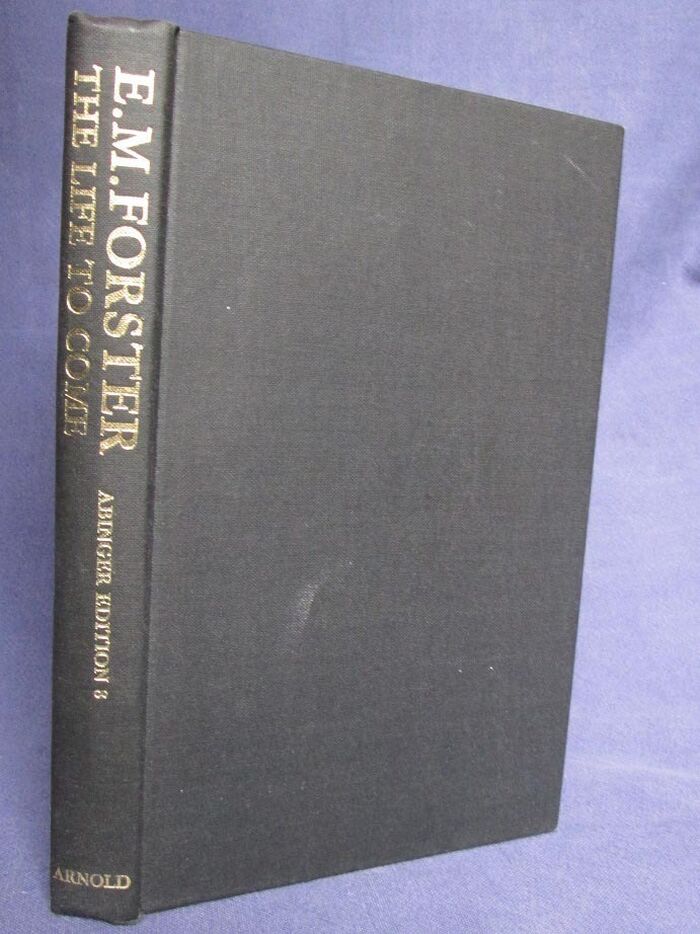 E.M.FORSTER
THE LIFE TO COME
ABINGER EDITION 8
ARNOLD